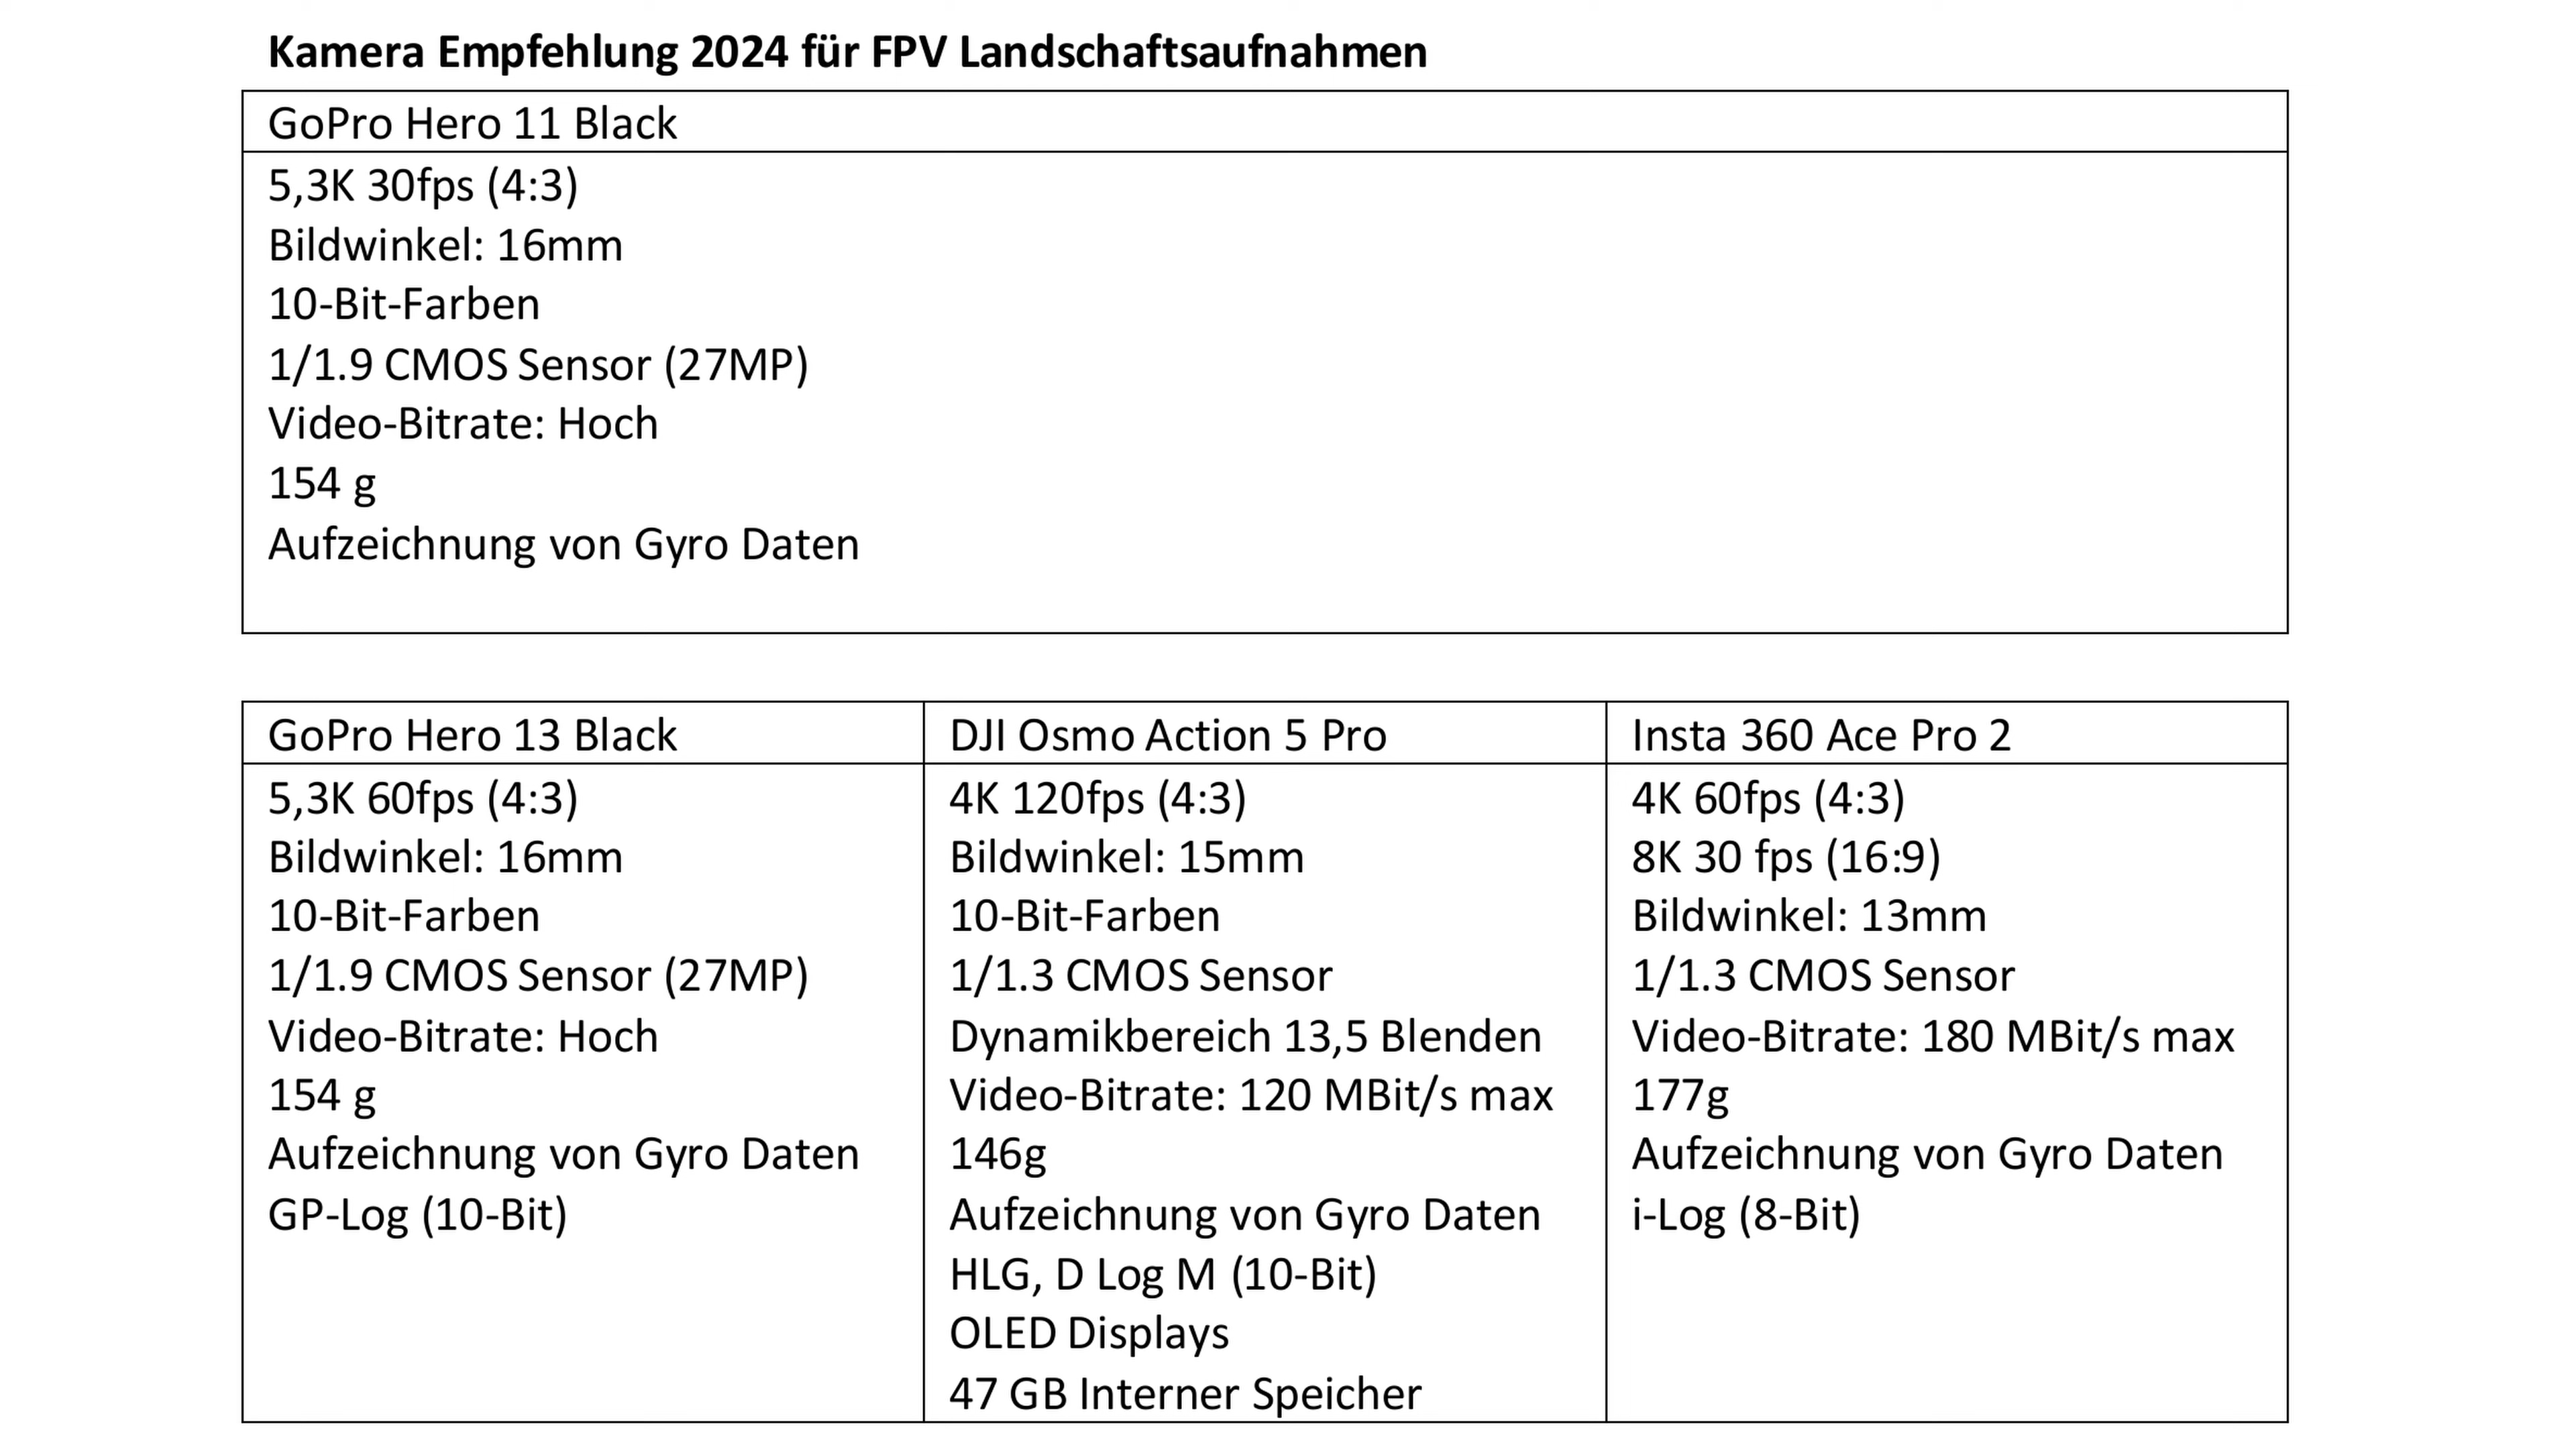 Kamera Empfehlung 2024 für FPV Landschaftsaufnahmen
GoPro Hero 11 Black
5,3K 30fps (4:3)
Bildwinkel: 16mm
10-Bit-Farben
1/1.9 CMOS Sensor (27MP)
Video-Bitrate: Hoch
154 g
Aufzeichnung von Gyro Daten
GoPro Hero 13 Black
5,3K 60fps (4:3)
Bildwinkel: 16mm
10-Bit-Farben
1/1.9 CMOS Sensor (27MP)
Video-Bitrate: Hoch
154 g
Aufzeichnung von Gyro Daten
GP-Log (10-Bit)
DJI Osmo Action 5 Pro
4K 120fps (4:3)
Bildwinkel: 15mm
10-Bit-Farben
1/1.3 CMOS Sensor
Dynamikbereich 13,5 Blenden
Video-Bitrate: 120 MBit/s max
146g
Aufzeichnung von Gyro Daten
HLG, D Log M (10-Bit)
OLED Displays
47 GB Interner Speicher
Insta 360 Ace Pro 2
4K 60fps (4:3)
8K 30 fps (16:9)
Bildwinkel: 13mm
1/1.3 CMOS Sensor
Video-Bitrate: 180 MBit/s max
177g
Aufzeichnung von Gyro Daten
i-Log (8-Bit)